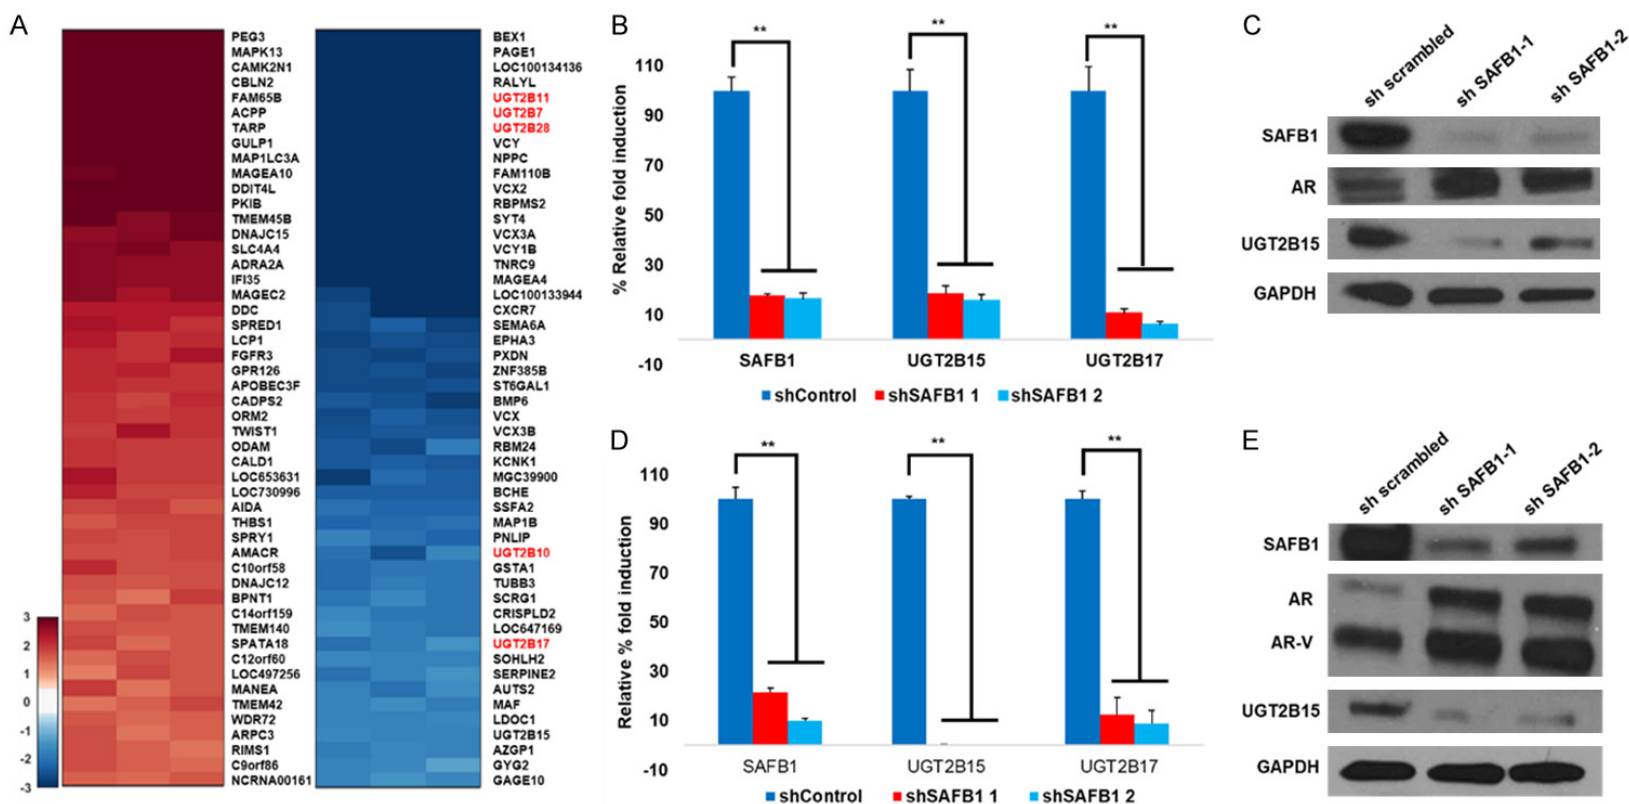 A
PEG3
MAPK13
CAMK2N1
CBLN2
FAM65B
ACPP
TARP
GULP1
MAP1LC3A
MAGEA10
DDIT4L
PKIB
TMEM45B
DNAJC15
SLC4A4
ADRA2A
IFI35
MAGEC2
DDC
SPRED1
LCP1
FGFR3
GPR126
APOBEC3F
CADPS2
ORM2
TWIST1
ODAM
CALD1
LOC653631
LOC730996
AIDA
THBS1
SPRY1
AMACR
C10orf58
DNAJC12
BPNT1
C14orf159
TMEM140
SPATA18
C12orf60
LOC497256
MANEA
TMEM42
WDR72
ARPC3
RIMS1
C9orf86
NCRNA00161
3
2
1
0
-1
-2
-3
BEX1
PAGE1
LOC100134136
RALYL
UGT2B11
UGT2B7
UGT2B28
VCY
NPPC
FAM110B
VCX2
RBPMS2
SYT4
VCX3A
VCY1B
TNRC9
MAGEA4
LOC100133944
CXCR7
SEMA6A
EPHA3
PXDN
ZNF385B
ST6GAL1
BMP6
VCX
VCX3B
RBM24
KCNK1
MGC39900
BCHE
SSFA2
MAP1B
PNLIP
UGT2B10
GSTA1
TUBB3
SCRG1
CRISPLD2
LOC647169
UGT2B17
SOHLH2
SERPINE2
AUTS2
MAF
LDOC1
UGT2B15
AZGP1
GYG2
GAGE10
B
% Relative fold induction
110
90
70
50
30
10
-10
** ** **
SAFB1 UGT2B15 UGT2B17
shControl shSAFB1 1 shSAFB1 2
C
sh scrambled sh SAFB1-1 sh SAFB1-2
SAFB1
AR
UGT2B15
GAPDH
D
Relative % fold induction
110
90
70
50
30
10
-10
** ** **
SAFB1 UGT2B15 UGT2B17
shControl shSAFB1 1 shSAFB1 2
E
sh scrambled sh SAFB1-1 sh SAFB1-2
SAFB1
AR
AR-V
UGT2B15
GAPDH